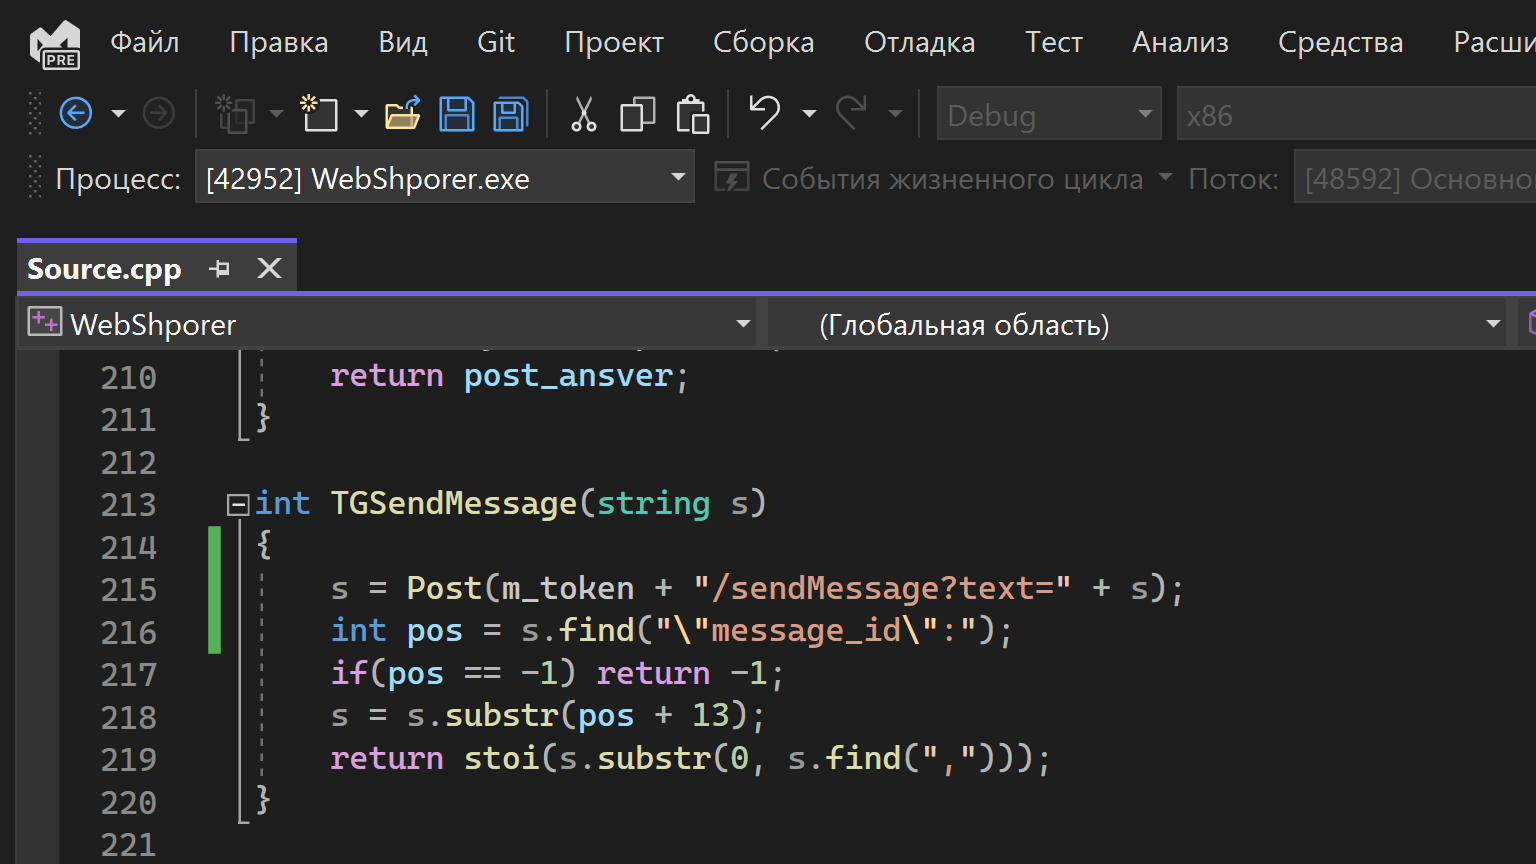 PRE Файл Правка Вид Git Проект Сборка Отладка Тест Анализ Средства Расши
Debug x86
Процесс: [42952] WebShporer.exe События жизненного цикла Поток: [48592] Основно
Source.cpp
WebShporer (Глобальная область)
210 return post_ansver;
211 }
212
213 int TGSendMessage(string s)
214 {
215 s = Post(m_token + "/sendMessage?text=" + s);
216 int pos = s.find("\"message_id\":");
217 if(pos == -1) return -1;
218 s = s.substr(pos + 13);
219 return stoi(s.substr(0, s.find(",")));
220 }
221